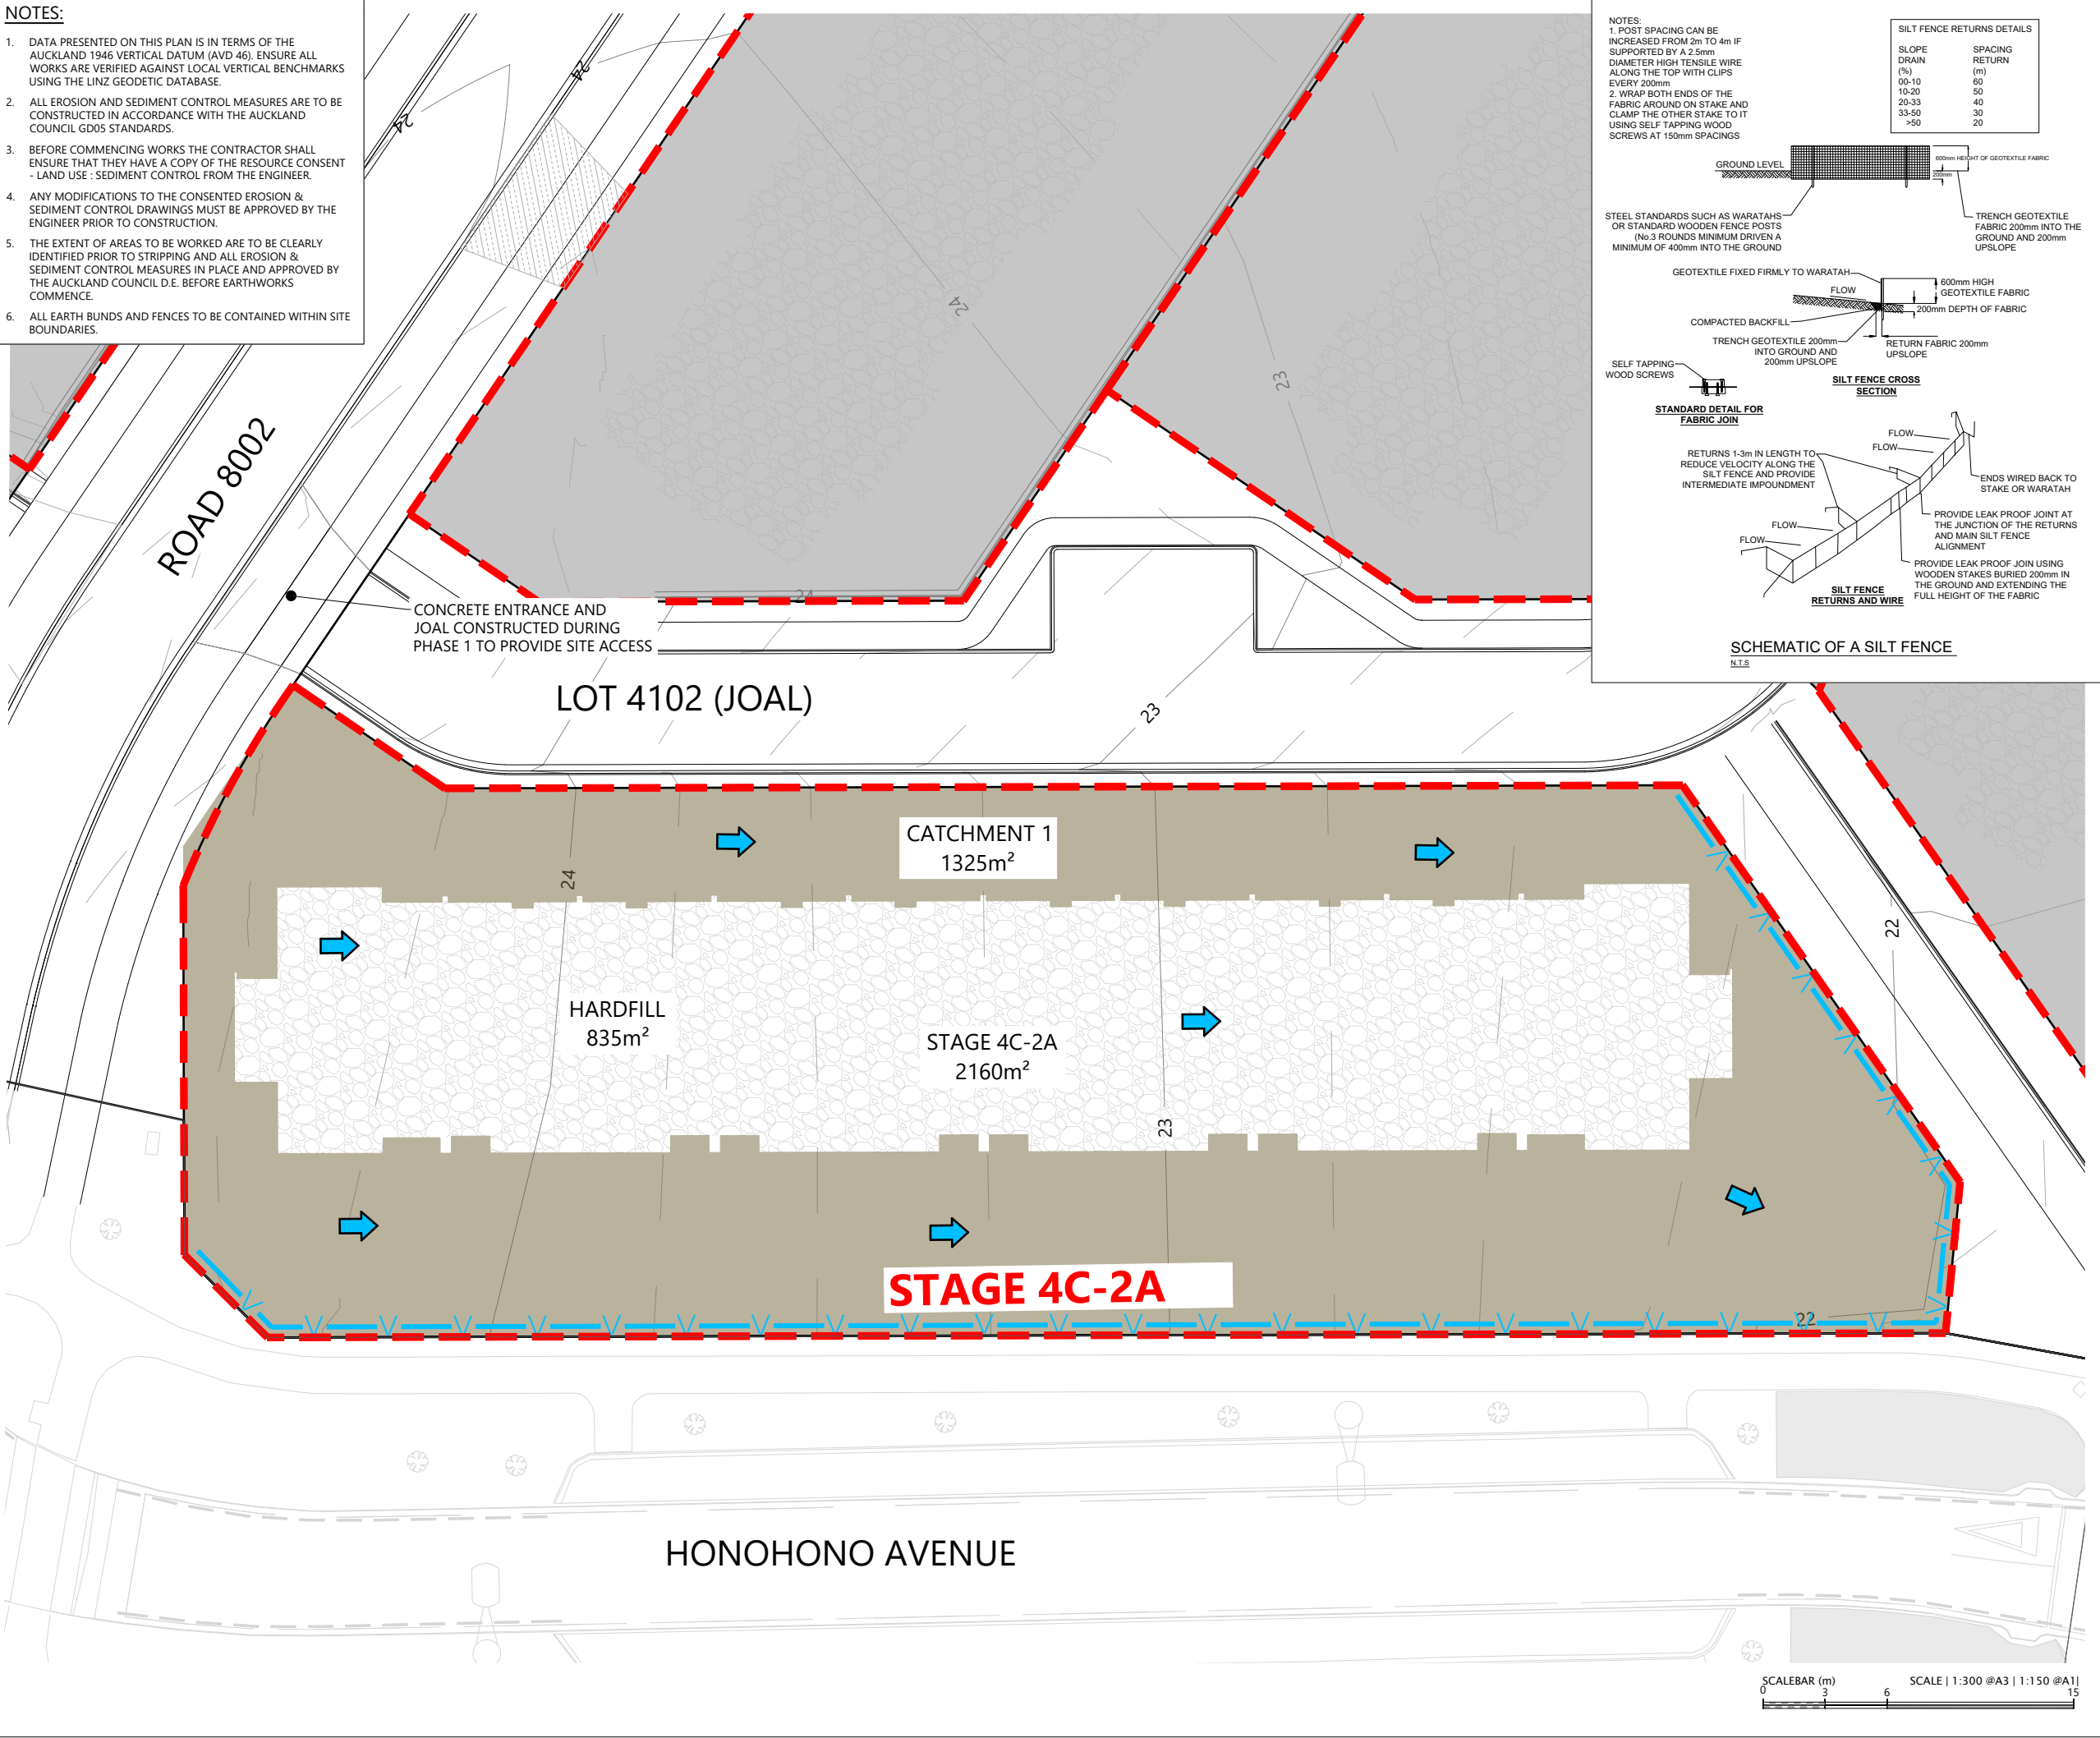 NOTES:
1. DATA PRESENTED ON THIS PLAN IS IN TERMS OF THE
AUCKLAND 1946 VERTICAL DATUM (AVD 46). ENSURE ALL
WORKS ARE VERIFIED AGAINST LOCAL VERTICAL BENCHMARKS
USING THE LINZ GEODETIC DATABASE.
2. ALL EROSION AND SEDIMENT CONTROL MEASURES ARE TO BE
CONSTRUCTED IN ACCORDANCE WITH THE AUCKLAND
COUNCIL GD05 STANDARDS.
3. BEFORE COMMENCING WORKS THE CONTRACTOR SHALL
ENSURE THAT THEY HAVE A COPY OF THE RESOURCE CONSENT
- LAND USE : SEDIMENT CONTROL FROM THE ENGINEER.
4. ANY MODIFICATIONS TO THE CONSENTED EROSION &
SEDIMENT CONTROL DRAWINGS MUST BE APPROVED BY THE
ENGINEER PRIOR TO CONSTRUCTION.
5. THE EXTENT OF AREAS TO BE WORKED ARE TO BE CLEARLY
IDENTIFIED PRIOR TO STRIPPING AND ALL EROSION &
SEDIMENT CONTROL MEASURES IN PLACE AND APPROVED BY
THE AUCKLAND COUNCIL D.E. BEFORE EARTHWORKS
COMMENCE.
6. ALL EARTH BUNDS AND FENCES TO BE CONTAINED WITHIN SITE
BOUNDARIES.
NOTES:
1. POST SPACING CAN BE
INCREASED FROM 2m TO 4m IF
SUPPORTED BY A 2.5mm
DIAMETER HIGH TENSILE WIRE
ALONG THE TOP WITH CLIPS
EVERY 200mm
2. WRAP BOTH ENDS OF THE
FABRIC AROUND ON STAKE AND
CLAMP THE OTHER STAKE TO IT
USING SELF TAPPING WOOD
SCREWS AT 150mm SPACINGS
SILT FENCE RETURNS DETAILS
SLOPE SPACING
DRAIN RETURN
(%) (m)
00-10 60
10-20 50
20-33 40
33-50 30
>50 20
600mm HEIGHT OF GEOTEXTILE FABRIC
GROUND LEVEL
200mm
STEEL STANDARDS SUCH AS WARATAHS
OR STANDARD WOODEN FENCE POSTS
(No.3 ROUNDS MINIMUM DRIVEN A
MINIMUM OF 400mm INTO THE GROUND
TRENCH GEOTEXTILE
FABRIC 200mm INTO THE
GROUND AND 200mm
UPSLOPE
GEOTEXTILE FIXED FIRMLY TO WARATAH
600mm HIGH
GEOTEXTILE FABRIC
FLOW
200mm DEPTH OF FABRIC
COMPACTED BACKFILL
TRENCH GEOTEXTILE 200mm
INTO GROUND AND
200mm UPSLOPE
RETURN FABRIC 200mm
UPSLOPE
SELF TAPPING
WOOD SCREWS
SILT FENCE CROSS
SECTION
STANDARD DETAIL FOR
FABRIC JOIN
FLOW
FLOW
RETURNS 1-3m IN LENGTH TO
REDUCE VELOCITY ALONG THE
SILT FENCE AND PROVIDE
INTERMEDIATE IMPOUNDMENT
ENDS WIRED BACK TO
STAKE OR WARATAH
PROVIDE LEAK PROOF JOINT AT
THE JUNCTION OF THE RETURNS
AND MAIN SILT FENCE
ALIGNMENT
FLOW
FLOW
PROVIDE LEAK PROOF JOIN USING
WOODEN STAKES BURIED 200mm IN
THE GROUND AND EXTENDING THE
FULL HEIGHT OF THE FABRIC
SILT FENCE
RETURNS AND WIRE
SCHEMATIC OF A SILT FENCE
N.T.S
24
24
24
23
24
ROAD 8002
CONCRETE ENTRANCE AND
JOAL CONSTRUCTED DURING
PHASE 1 TO PROVIDE SITE ACCESS
LOT 4102 (JOAL)
23
CATCHMENT 1
1325m²
24
22
HARDFILL
835m²
STAGE 4C-2A
2160m²
23
STAGE 4C-2A
22
HONOHONO AVENUE
SCALEBAR (m)
SCALE | 1:300 @A3 | 1:150 @A1|
0 3 6 15